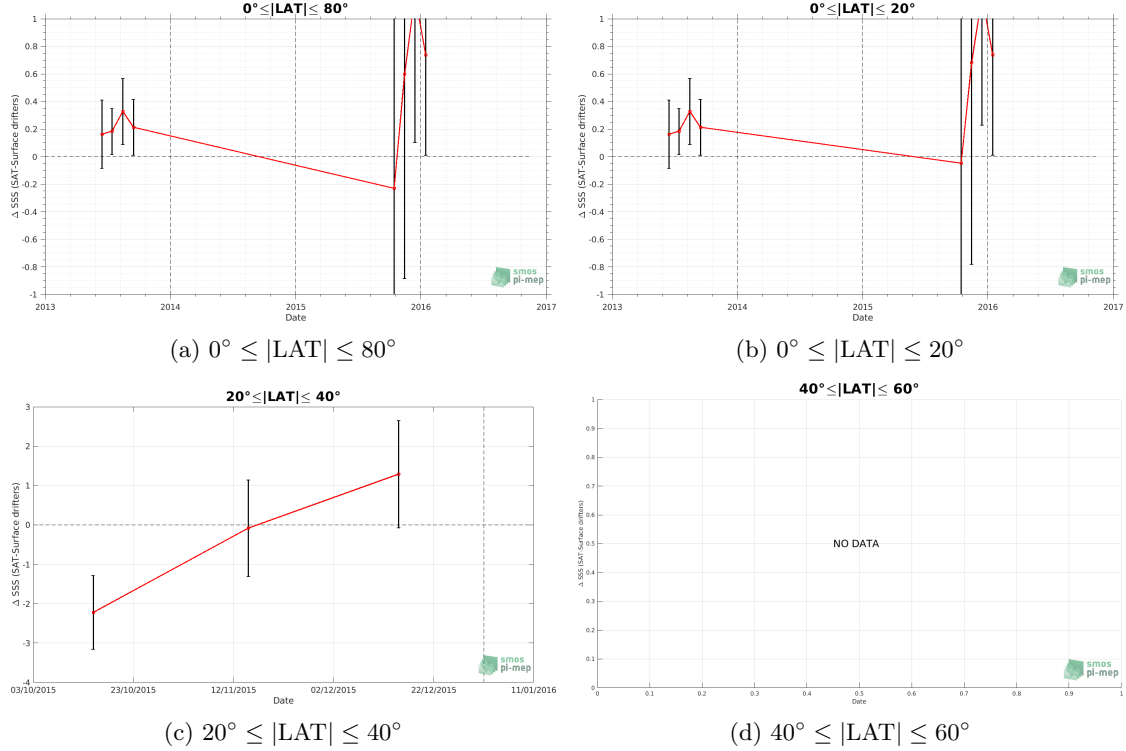 0°≤|LAT|≤ 80°
1
0.8
0.6
0.4
0.2
0
-0.2
-0.4
-0.6
-0.8
-1
Δ SSS (SAT-Surface drifters)
2013 2014 2015 2016 2017
Date
smos
pi-mep
(a) 0° ≤ |LAT| ≤ 80°
0°≤|LAT|≤ 20°
1
0.8
0.6
0.4
0.2
0
-0.2
-0.4
-0.6
-0.8
-1
Δ SSS (SAT-Surface drifters)
2013 2014 2015 2016 2017
Date
smos
pi-mep
(b) 0° ≤ |LAT| ≤ 20°
20°≤|LAT|≤ 40°
3
2
1
0
-1
-2
-3
-4
Δ SSS (SAT-Surface drifters)
03/10/2015 23/10/2015 12/11/2015 02/12/2015 22/12/2015 11/01/2016
Date
smos
pi-mep
(c) 20° ≤ |LAT| ≤ 40°
40°≤|LAT|≤ 60°
1
0.9
0.8
0.7
0.6
0.5
0.4
0.3
0.2
0.1
0
Δ SSS (SAT-Surface drifters)
NO DATA
0 0.1 0.2 0.3 0.4 0.5 0.6 0.7 0.8 0.9 1
Date
smos
pi-mep
(d) 40° ≤ |LAT| ≤ 60°